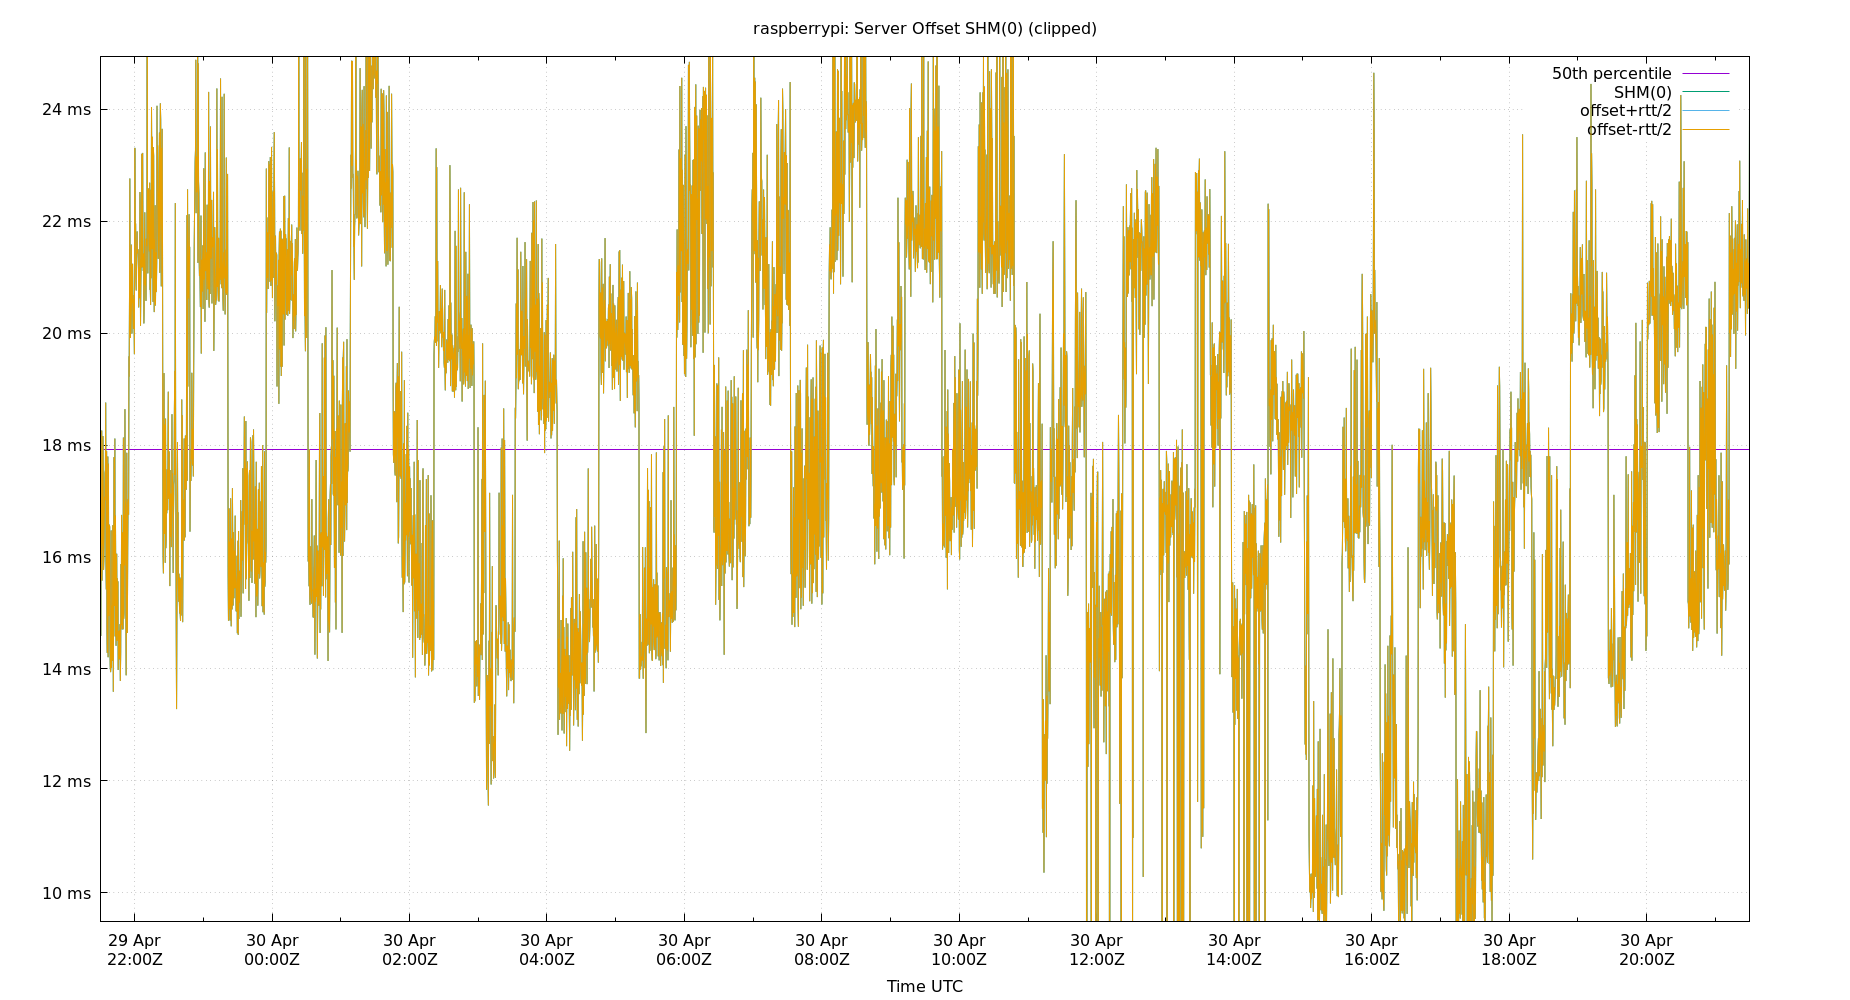 raspberrypi: Server Offset SHM(0) (clipped)
50th percentile
SHM(0)
offset+rtt/2
offset-rtt/2
24 ms
22 ms
20 ms
18 ms
16 ms
14 ms
12 ms
10 ms
29 Apr 30 Apr 30 Apr 30 Apr 30 Apr 30 Apr 30 Apr 30 Apr 30 Apr 30 Apr 30 Apr 30 Apr
22:00Z 00:00Z 02:00Z 04:00Z 06:00Z 08:00Z 10:00Z 12:00Z 14:00Z 16:00Z 18:00Z 20:00Z
Time UTC